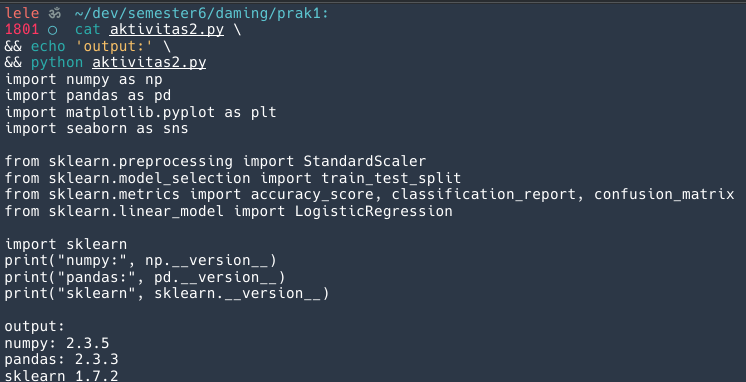 lele ॐ ~/dev/semester6/daming/prak1:
1801 ○ cat aktivitas2.py \
&& echo 'output:' \
&& python aktivitas2.py
import numpy as np
import pandas as pd
import matplotlib.pyplot as plt
import seaborn as sns

from sklearn.preprocessing import StandardScaler
from sklearn.model_selection import train_test_split
from sklearn.metrics import accuracy_score, classification_report, confusion_matrix
from sklearn.linear_model import LogisticRegression

import sklearn
print("numpy:", np.__version__)
print("pandas:", pd.__version__)
print("sklearn", sklearn.__version__)

output:
numpy: 2.3.5
pandas: 2.3.3
sklearn 1.7.2